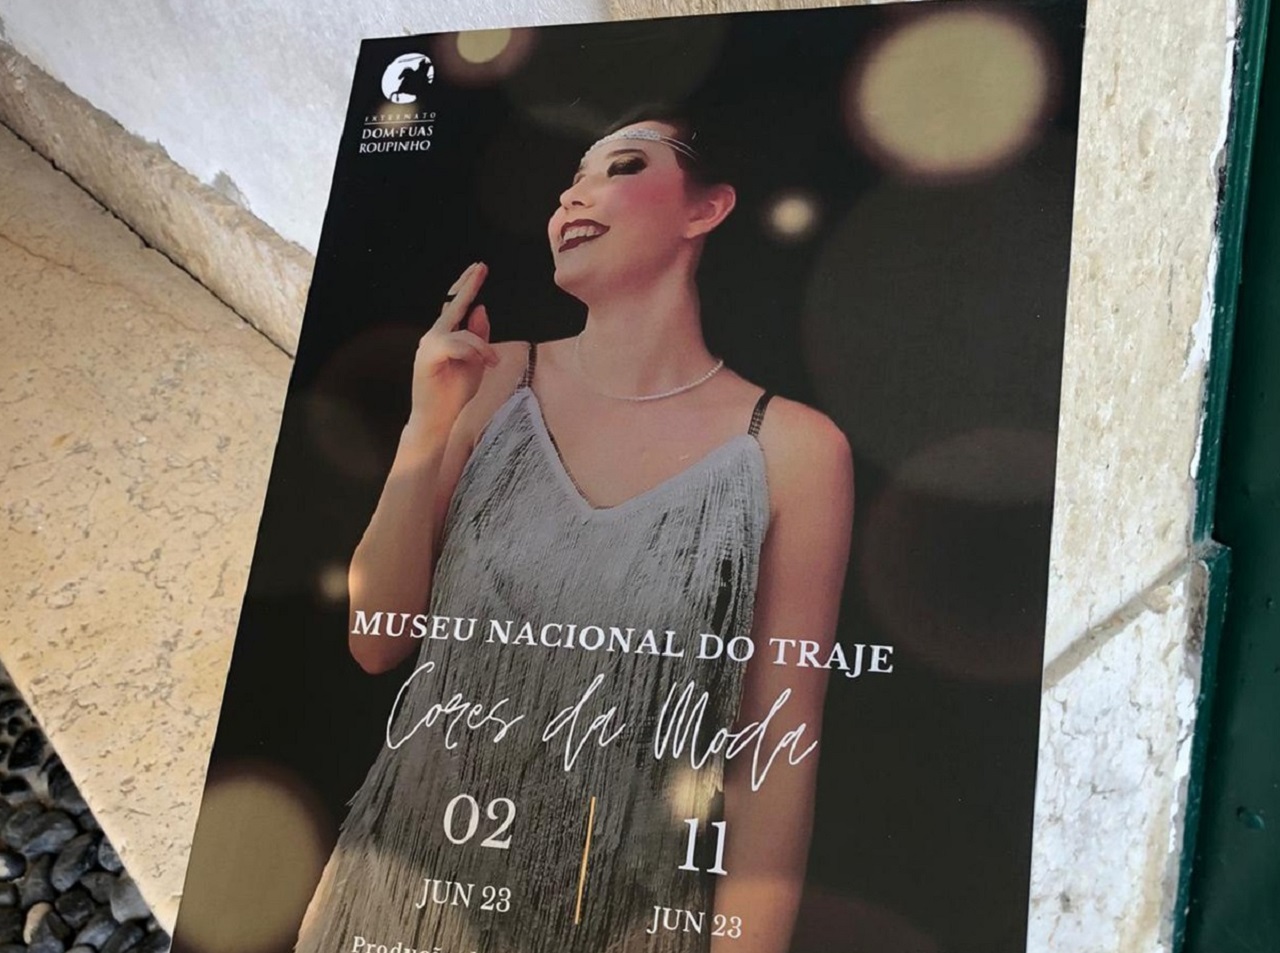 EXTERNATO
DOM·FUAS
ROUPINHO
MUSEU NACIONAL DO TRAJE
Cores da Moda
02
JUN 23
11
JUN 23